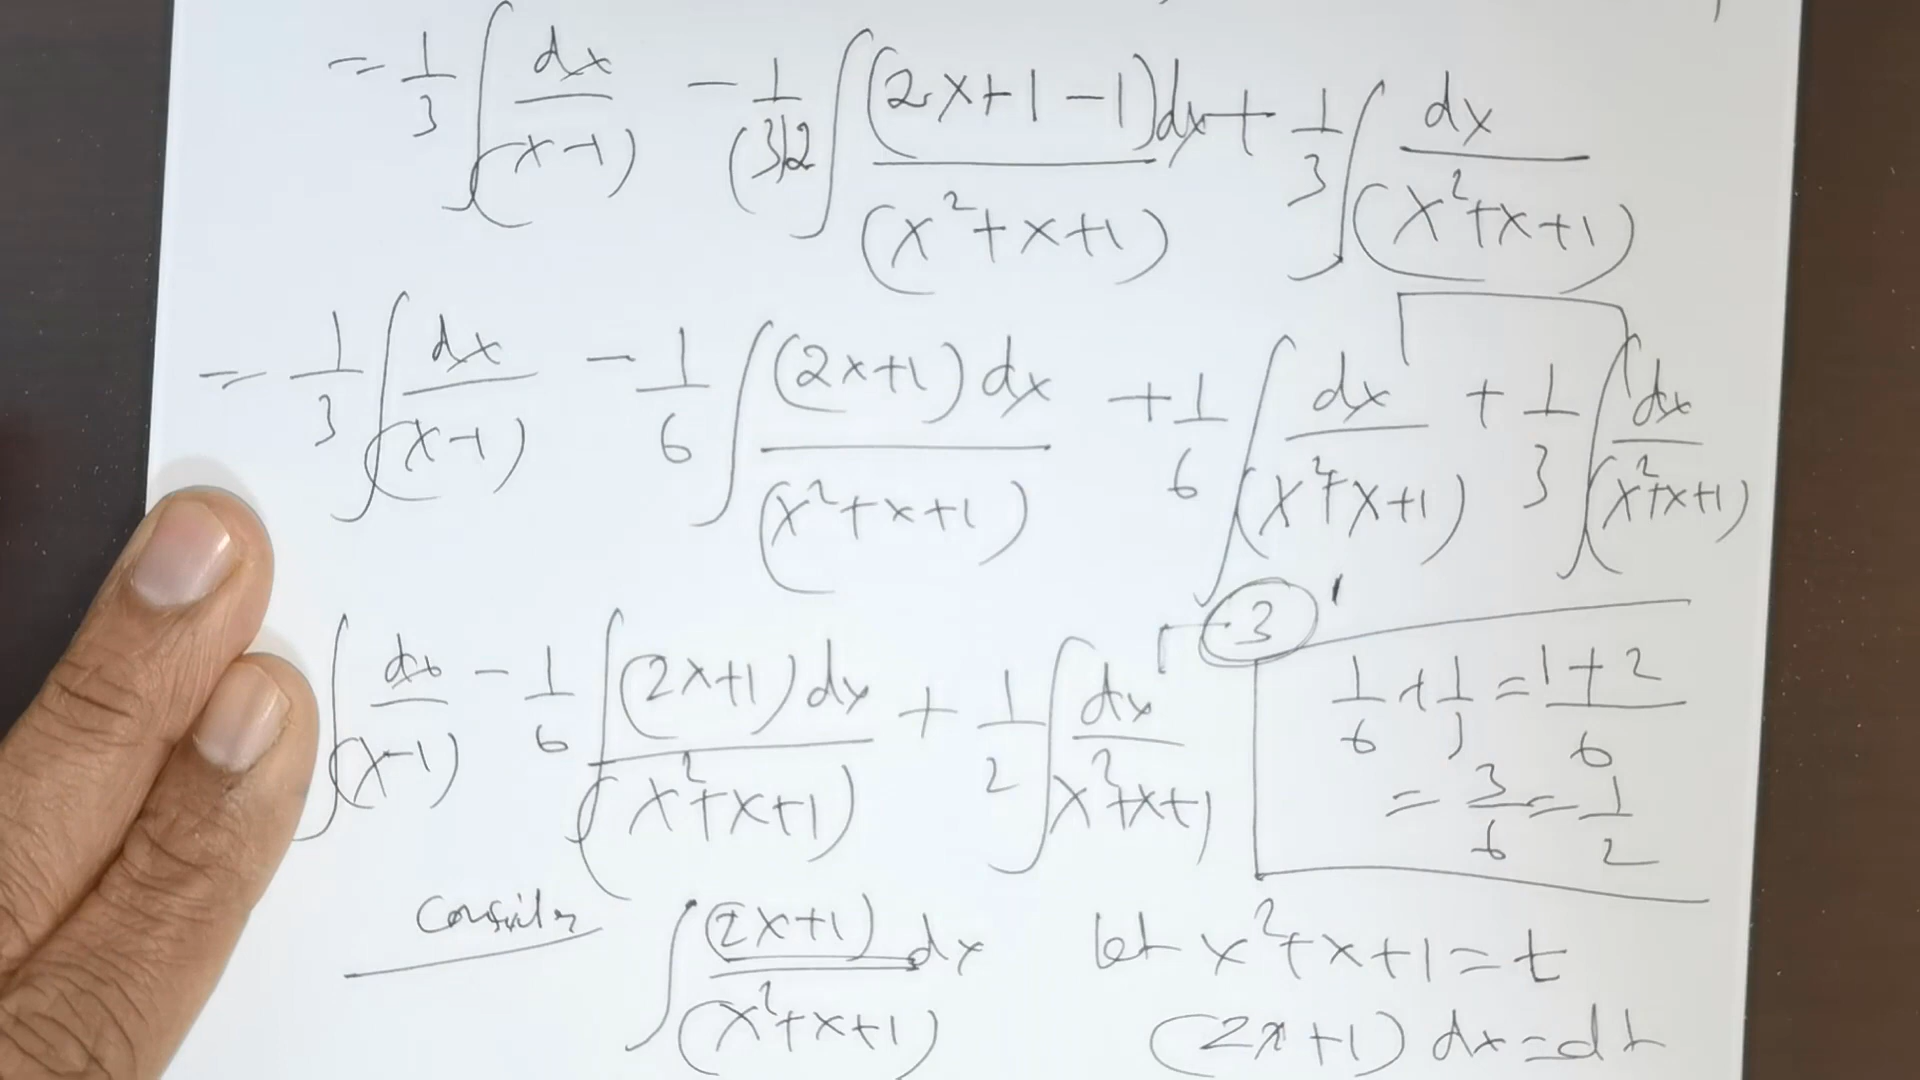 = 1/3 ∫ dx/(x-1) - 1/(3)2 ∫ (2x+1-1)dx/(x²+x+1) + 1/3 ∫ dx/(x²+x+1)
= 1/3 ∫ dx/(x-1) - 1/6 ∫ (2x+1)dx/(x²+x+1) + 1/6 ∫ dx/(x²+x+1) + 1/3 ∫ dx/(x²+x+1)
∫ dx/(x-1) - 1/6 ∫ (2x+1)dx/(x²+x+1) + 1/2 ∫ dx/x²+x+1
3
1/6 + 1/3 = 1+2/6
= 3/6 = 1/2
Consider ∫ (2x+1)/(x²+x+1) dx let x²+x+1 = t
(2x+1) dx = dt